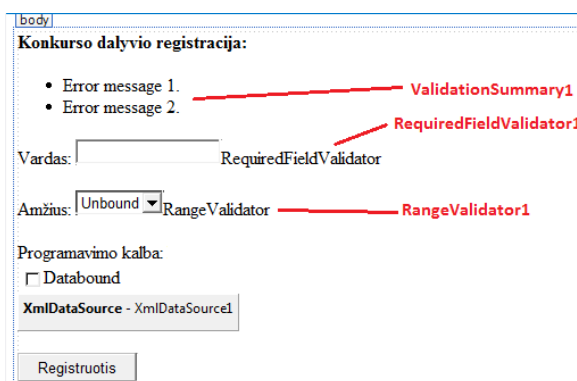 body
Konkurso dalyvio registracija:
Error message 1.
Error message 2.
ValidationSummary1
RequiredFieldValidator1
Vardas: RequiredFieldValidator
Amžius: Unbound RangeValidator
RangeValidator1
Programavimo kalba:
Databound
XmlDataSource - XmlDataSource1
Registruotis